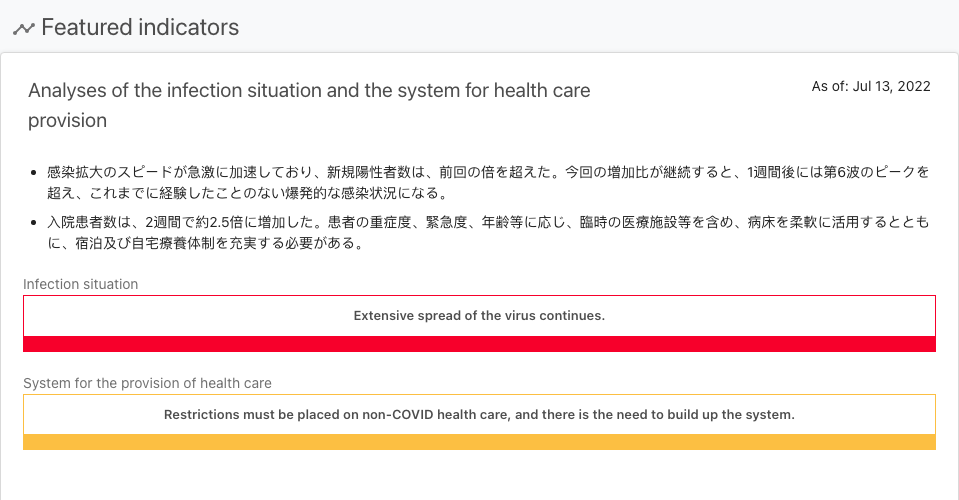 Featured indicators
Analyses of the infection situation and the system for health care
provision
As of: Jul 13, 2022
• 感染拡大のスピードが急激に加速しており、新規陽性者数は、前回の倍を超えた。今回の増加比が継続すると、1週間後には第6波のピークを
超え、これまでに経験したことのない爆発的な感染状況になる。
• 入院患者数は、2週間で約2.5倍に増加した。患者の重症度、緊急度、年齢等に応じ、臨時の医療施設等を含め、病床を柔軟に活用するととも
に、宿泊及び自宅療養体制を充実する必要がある。
Infection situation
Extensive spread of the virus continues.
System for the provision of health care
Restrictions must be placed on non-COVID health care, and there is the need to build up the system.